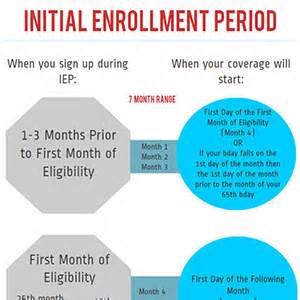 INITIAL ENROLLMENT PERIOD
When you sign up during
IEP:
When your coverage will
start:
7 MONTH RANGE
1-3 Months Prior
to First Month of
Eligibility
Month 1
Month 2
Month 3
First Day of the First
Month of Eligibility
(Month 4)
OR
If your bday falls on the
1st day of the month then
the 1st day of the month
prior to the month of your
65th bday
First Month of
Eligibility
Month 4
First Day of the Following
Month